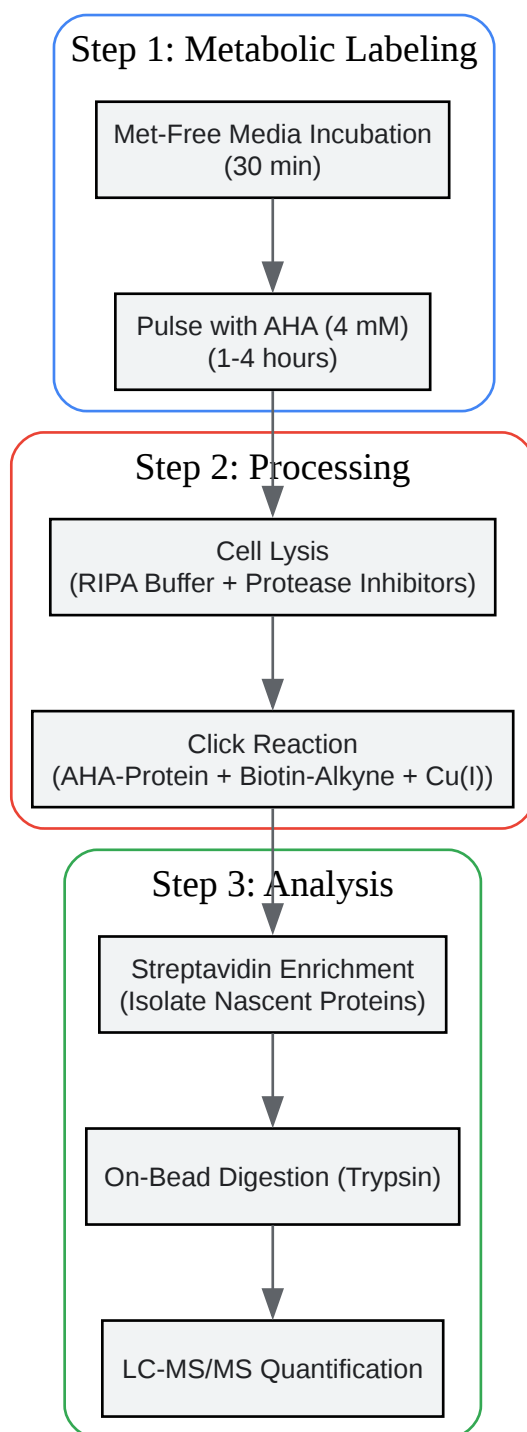 Step 1: Metabolic Labeling
Met-Free Media Incubation
(30 min)
Pulse with AHA (4 mM)
(1-4 hours)
Step 2: Processing
Cell Lysis
(RIPA Buffer + Protease Inhibitors)
Click Reaction
(AHA-Protein + Biotin-Alkyne + Cu(I))
Step 3: Analysis
Streptavidin Enrichment
(Isolate Nascent Proteins)
On-Bead Digestion (Trypsin)
LC-MS/MS Quantification